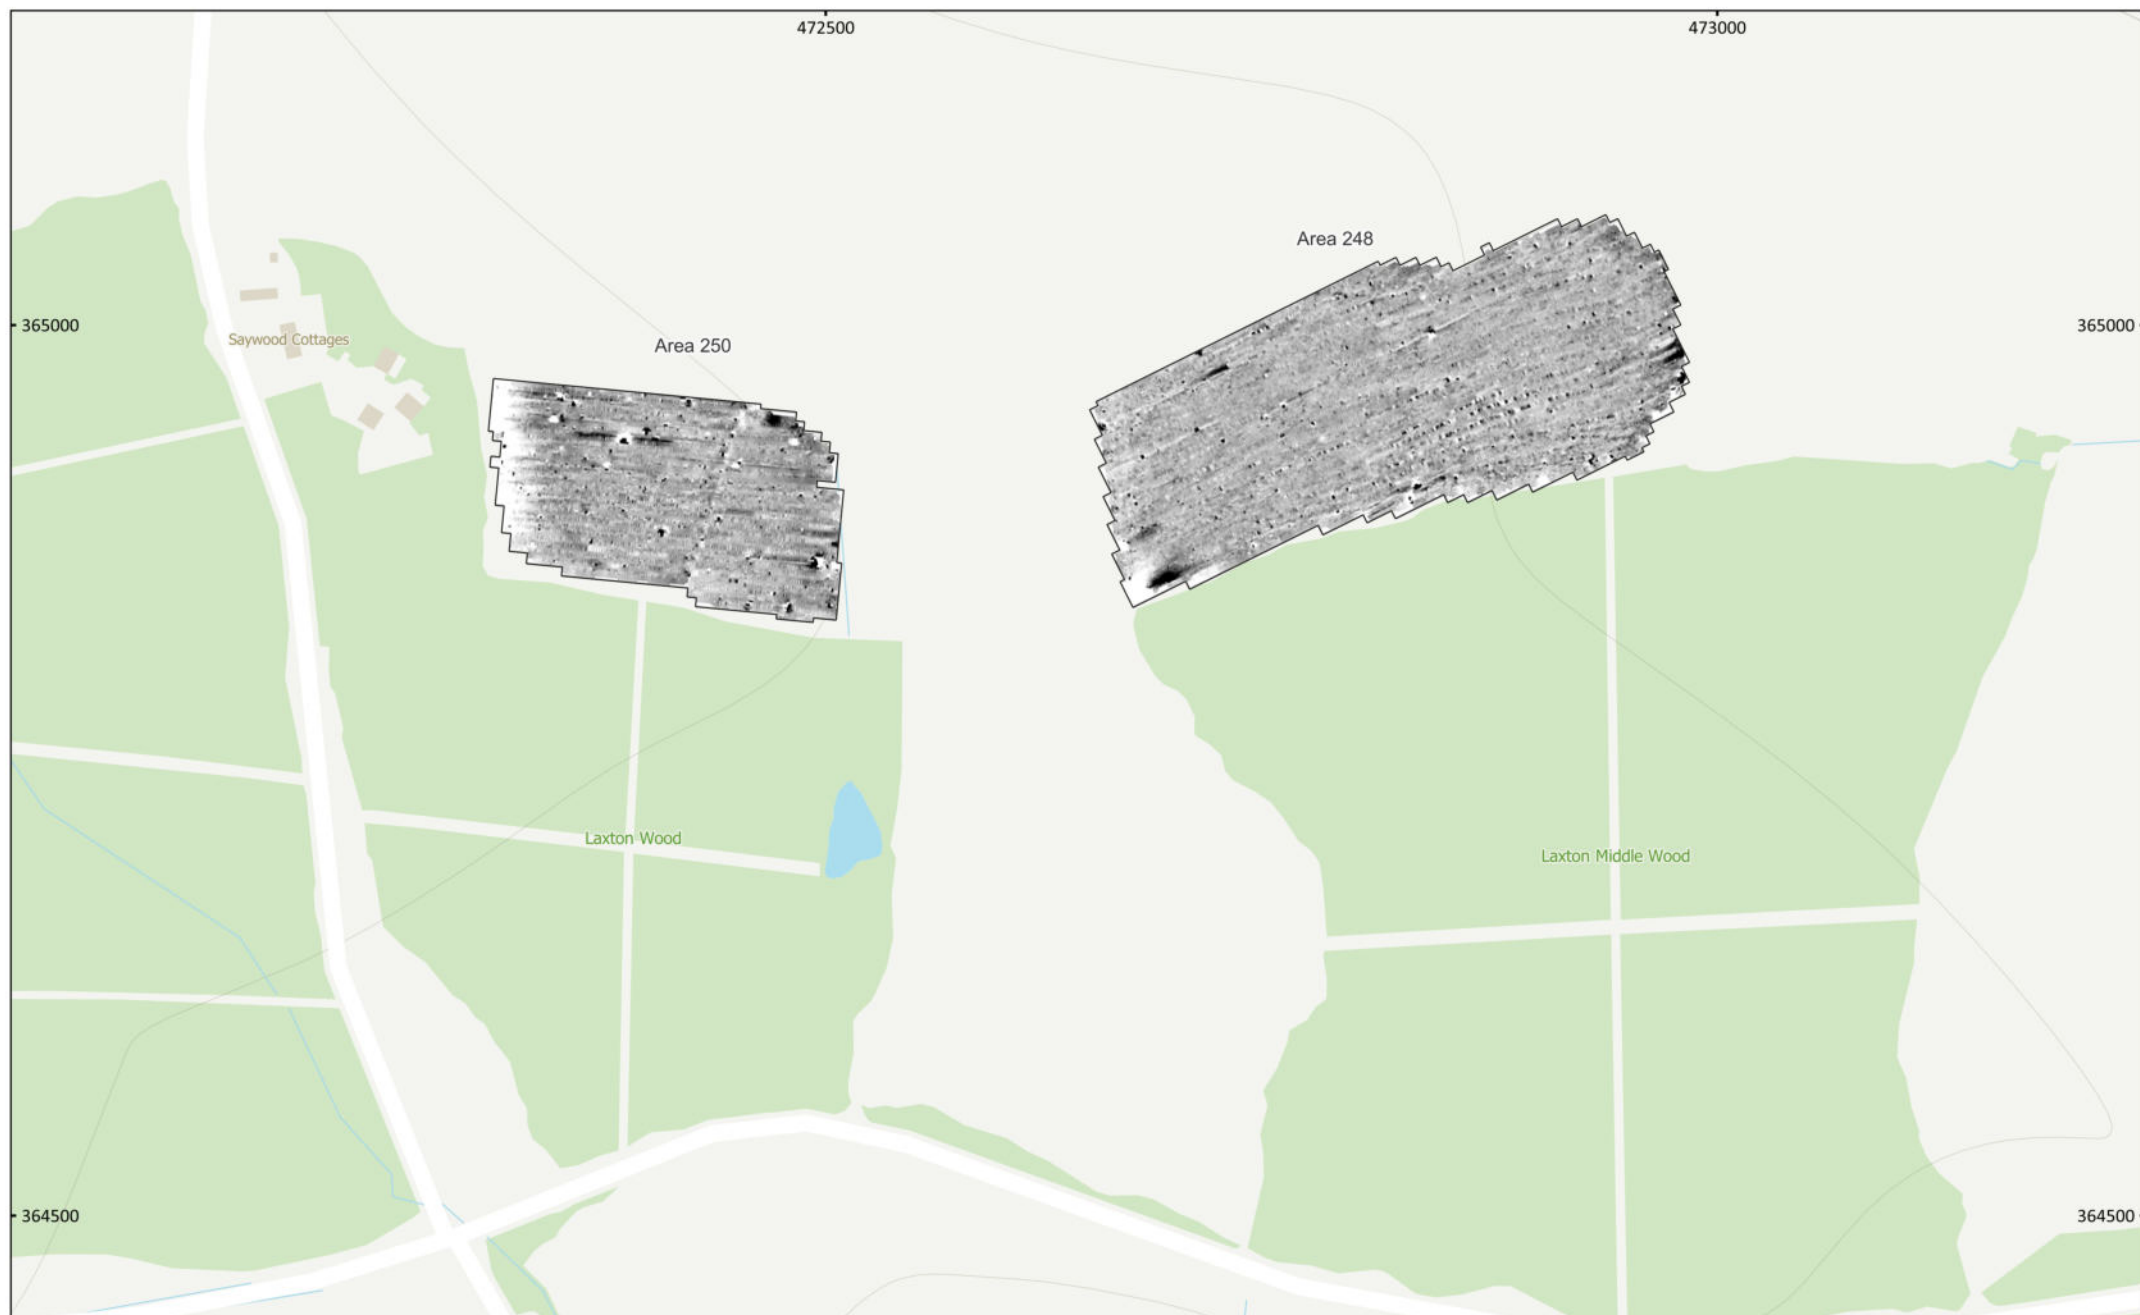 472500
473000
Area 248
365000
365000
Saywood Cottages
Area 250
Laxton Wood
Laxton Middle Wood
364500
364500